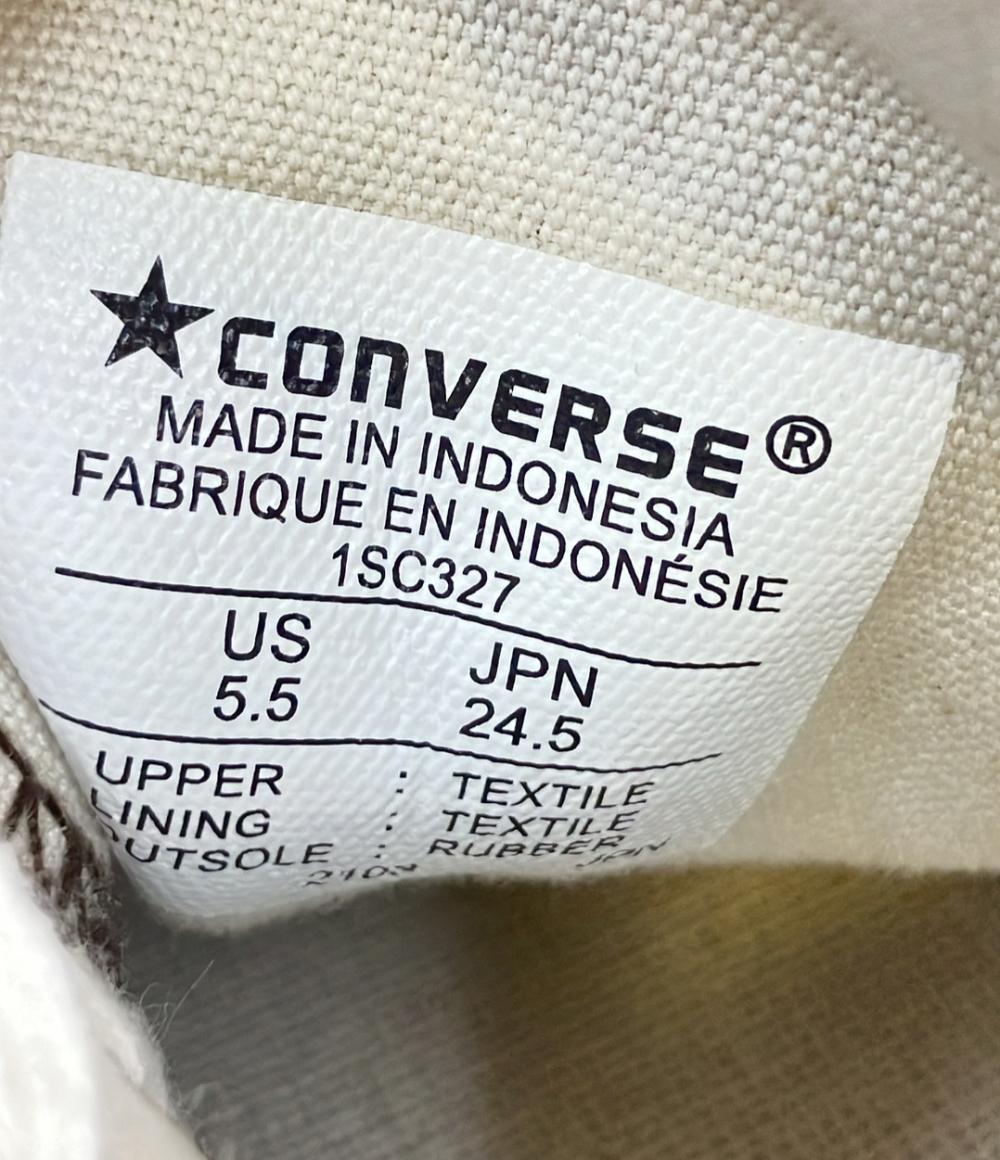 ★CONVERSE®
MADE IN INDONESIA
FABRIQUE EN INDONÉSIE
1SC327
US JPN
5.5 24.5
UPPER : TEXTILE
LINING : TEXTILE
OUTSOLE : RUBBER